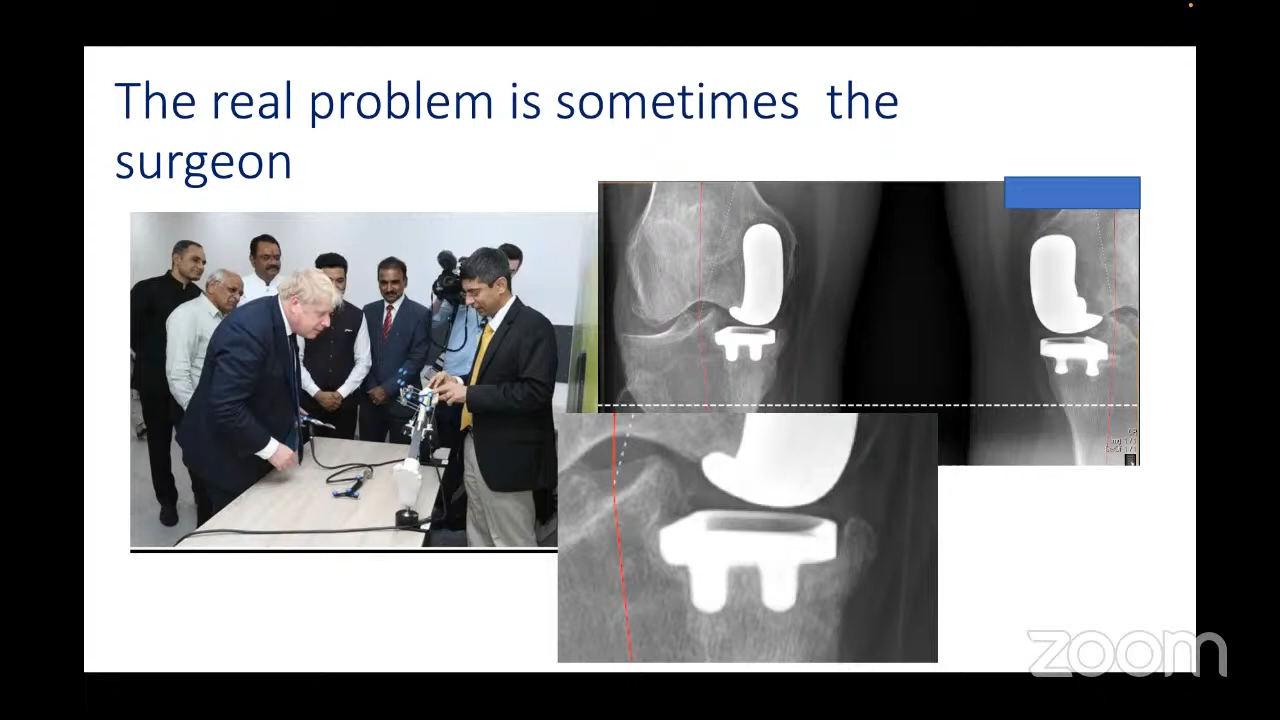 The real problem is sometimes the
surgeon
zoom